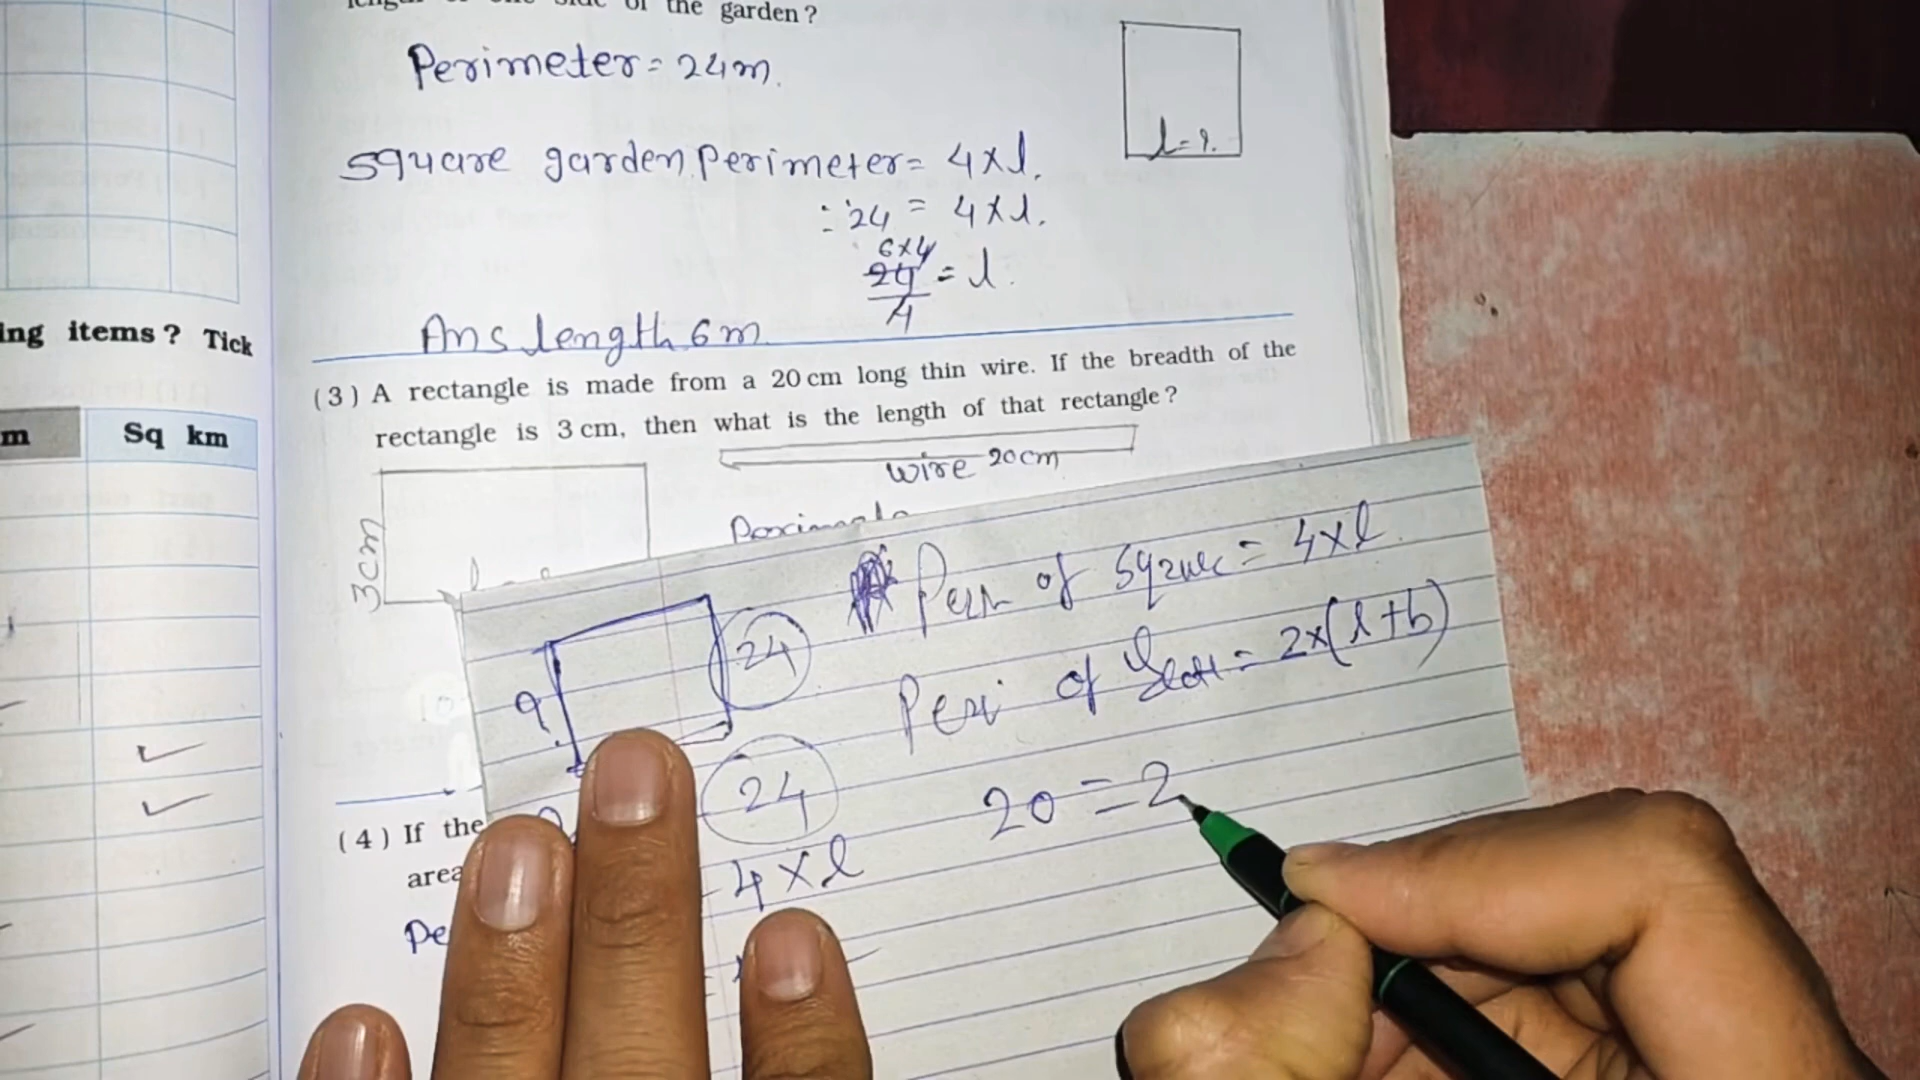 of the garden?
Perimeter = 24m.
l=?
square garden perimeter = 4×l.
∴ 24 = 4×l.
6×4
24/4 = l.
Ans length 6m
ing items? Tick
m Sq km
(3) A rectangle is made from a 20 cm long thin wire. If the breadth of the
rectangle is 3 cm, then what is the length of that rectangle?
wire 20cm
3cm
Peri of square = 4×l
24
?
Peri of = 2×(l+b)
24
20 = 2
4×l
(4) If the
area
Pe